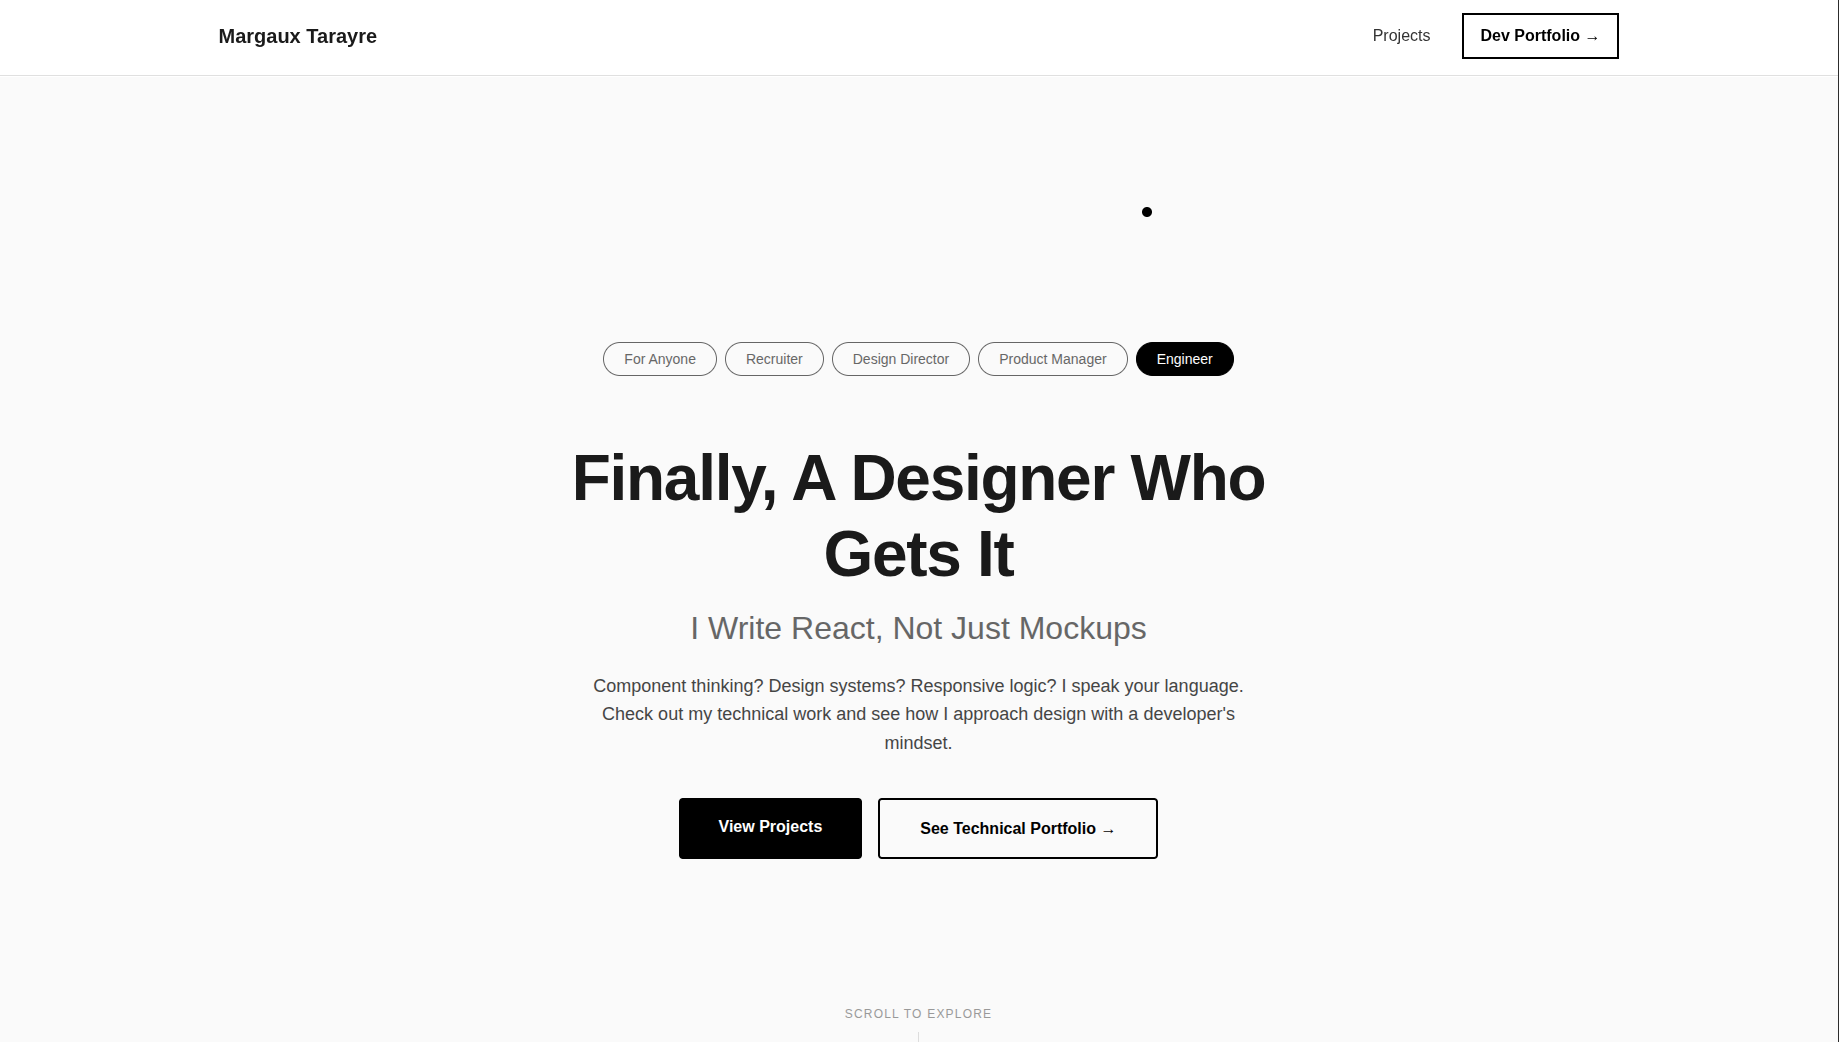 Margaux Tarayre
Projects
Dev Portfolio →
For Anyone
Recruiter
Design Director
Product Manager
Engineer
Finally, A Designer Who
Gets It
I Write React, Not Just Mockups
Component thinking? Design systems? Responsive logic? I speak your language.
Check out my technical work and see how I approach design with a developer's
mindset.
View Projects
See Technical Portfolio →
SCROLL TO EXPLORE